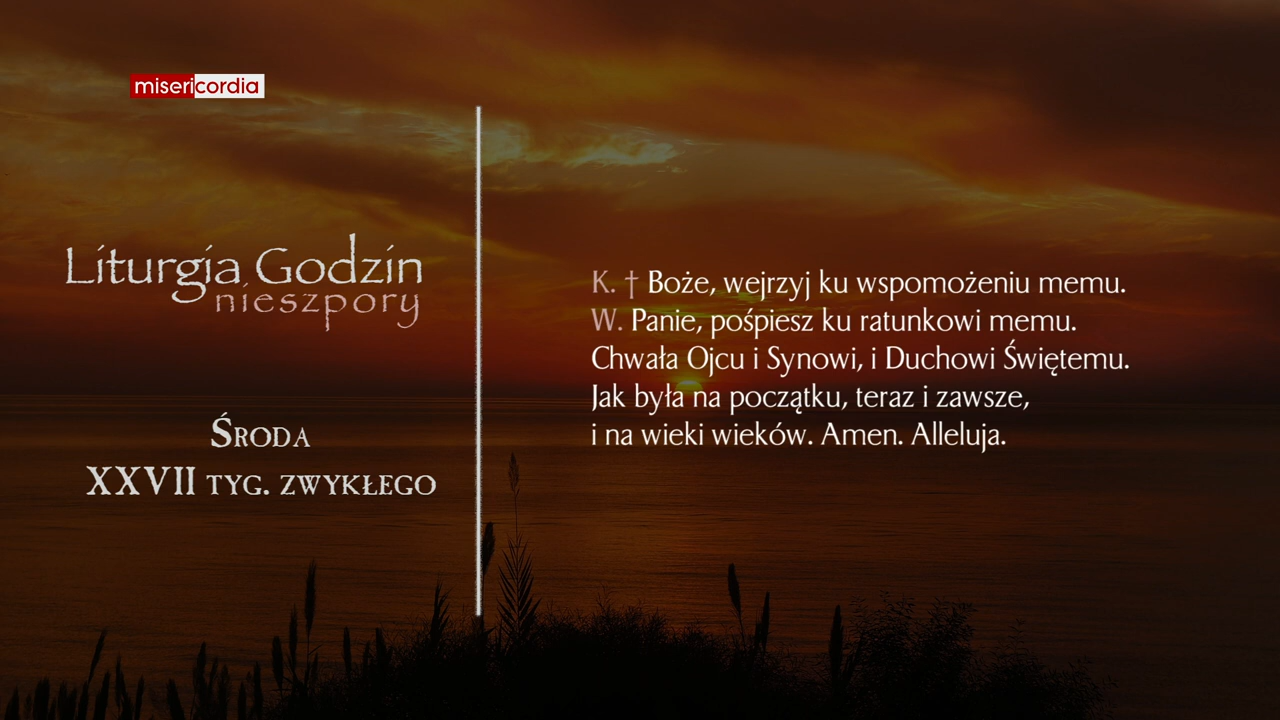 misericordia
Liturgia Godzin
nieszpory
Środa
XXVII tyg. zwykłego
K. † Boże, wejrzyj ku wspomożeniu memu.
W. Panie, pośpiesz ku ratunkowi memu.
Chwała Ojcu i Synowi, i Duchowi Świętemu.
Jak była na początku, teraz i zawsze,
i na wieki wieków. Amen. Alleluja.